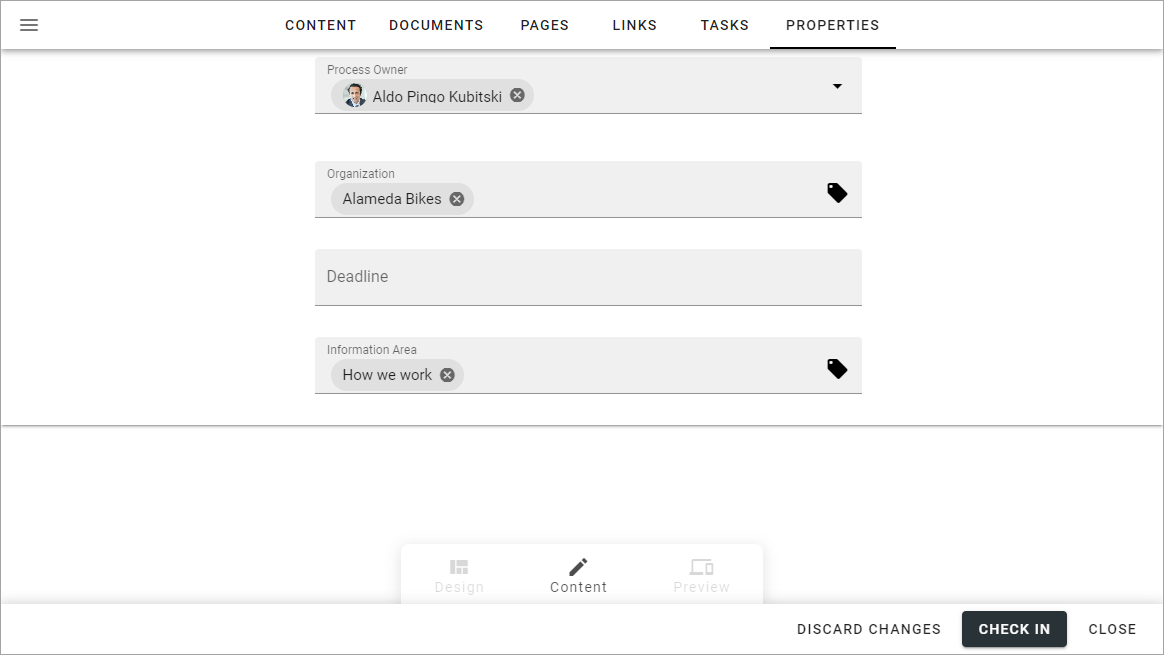 CONTENT DOCUMENTS PAGES LINKS TASKS PROPERTIES
Process Owner
Aldo Pingo Kubitski
Organization
Alameda Bikes
Deadline
Information Area
How we work
Design Content Preview
DISCARD CHANGES CHECK IN CLOSE